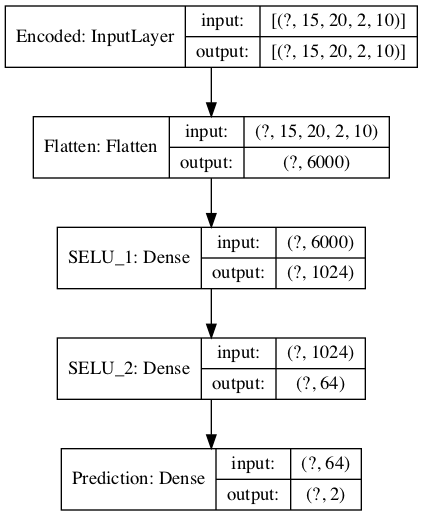 Encoded: InputLayer
input: [(?, 15, 20, 2, 10)]
output: [(?, 15, 20, 2, 10)]
Flatten: Flatten
input: (?, 15, 20, 2, 10)
output: (?, 6000)
SELU_1: Dense
input: (?, 6000)
output: (?, 1024)
SELU_2: Dense
input: (?, 1024)
output: (?, 64)
Prediction: Dense
input: (?, 64)
output: (?, 2)